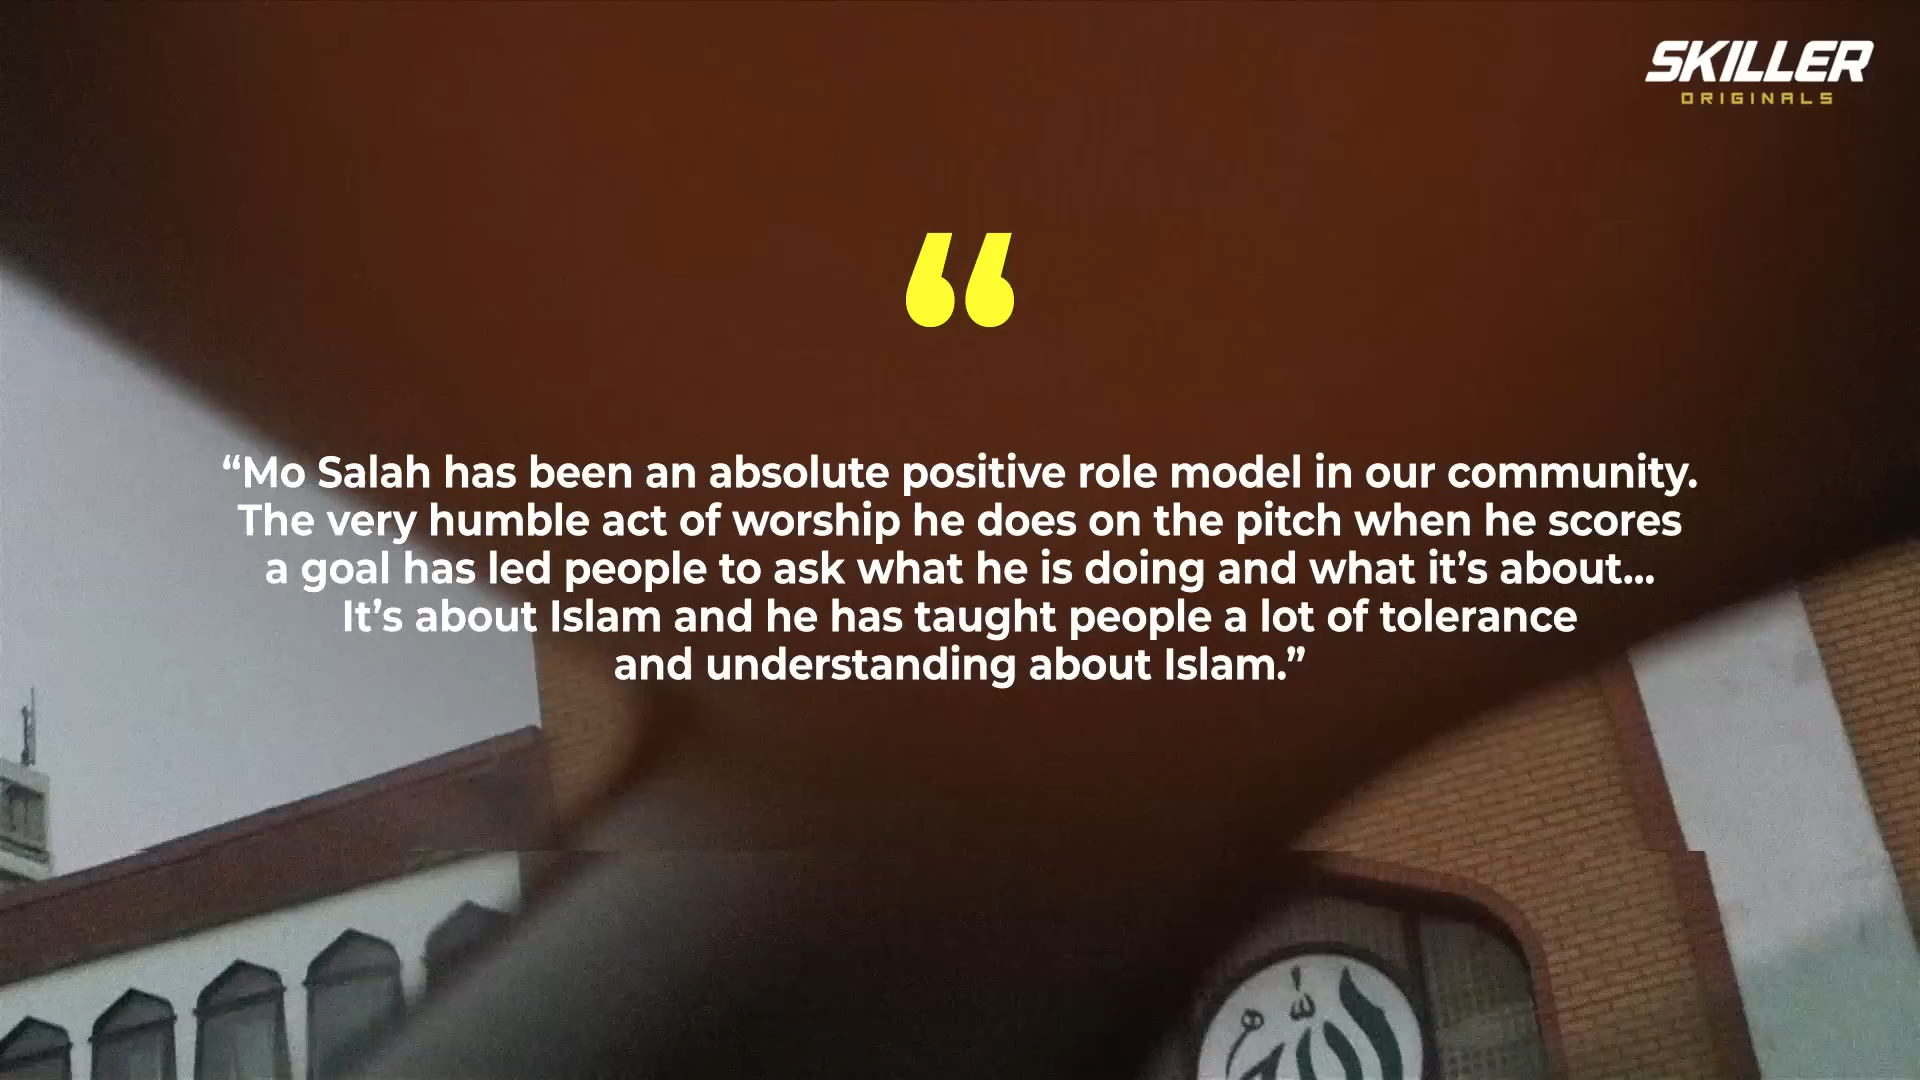 SKILLER
ORIGINALS
“
“Mo Salah has been an absolute positive role model in our community.
The very humble act of worship he does on the pitch when he scores
a goal has led people to ask what he is doing and what it’s about...
It’s about Islam and he has taught people a lot of tolerance
and understanding about Islam.”
الله